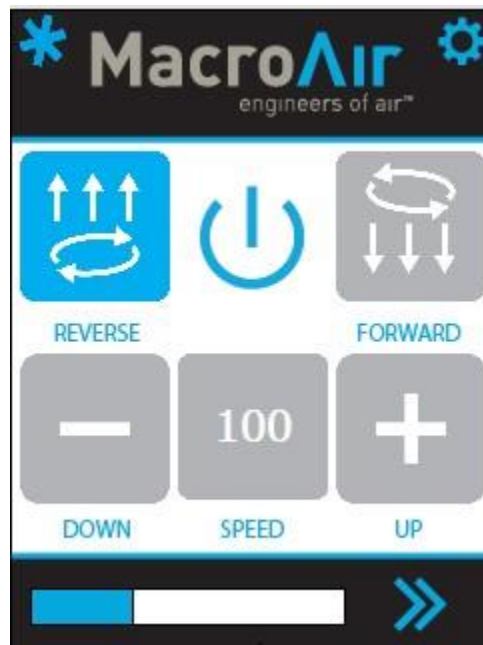 MacroAir
engineers of air™
REVERSE
FORWARD
100
DOWN
SPEED
UP